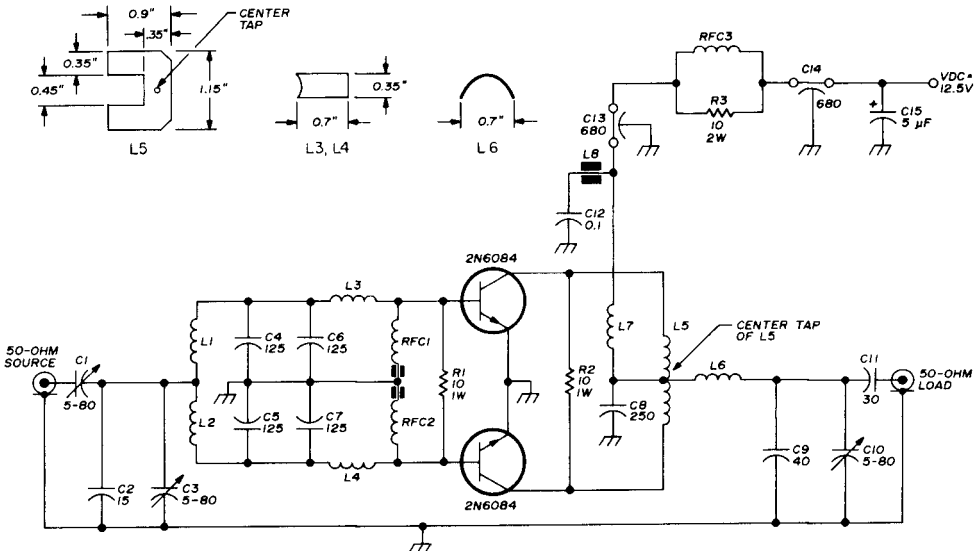 0.9"
.35"
CENTER
TAP
0.35"
0.45"
1.15"
L5
0.35"
0.7"
L3, L4
0.7"
L6
RFC3
R3
10
2W
C14
680
VDC=
12.5V
+
C15
5 µF
C13
680
L8
C12
0.1
2N6084
L3
L1
C4
125
C6
125
RFC1
R1
10
1W
L7
L5
CENTER TAP
OF L5
L6
C11
30
50-OHM
LOAD
50-OHM
SOURCE
C1
5-80
L2
C5
125
C7
125
RFC2
R2
10
1W
C8
250
L4
2N6084
C2
15
C3
5-80
C9
40
C10
5-80